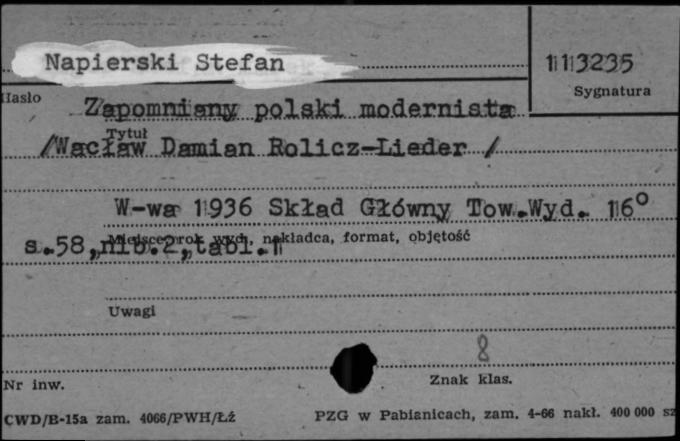 Napierski Stefan
1113235
Sygnatura
Hasło
Zapomniany polski modernista
Tytuł
/Wacław Damian Rolicz-Lieder /
W-wa 1936 Skład Główny Tow.Wyd. 16°
Miejsce, rok wyd., nakładca, format, objętość
s.58,nlb.2,tabl.1
Uwagi
8
Nr inw.
Znak klas.
CWD/B-15a zam. 4066/PWH/Łź
PZG w Pabianicach, zam. 4-66 nakł. 400 000 sz